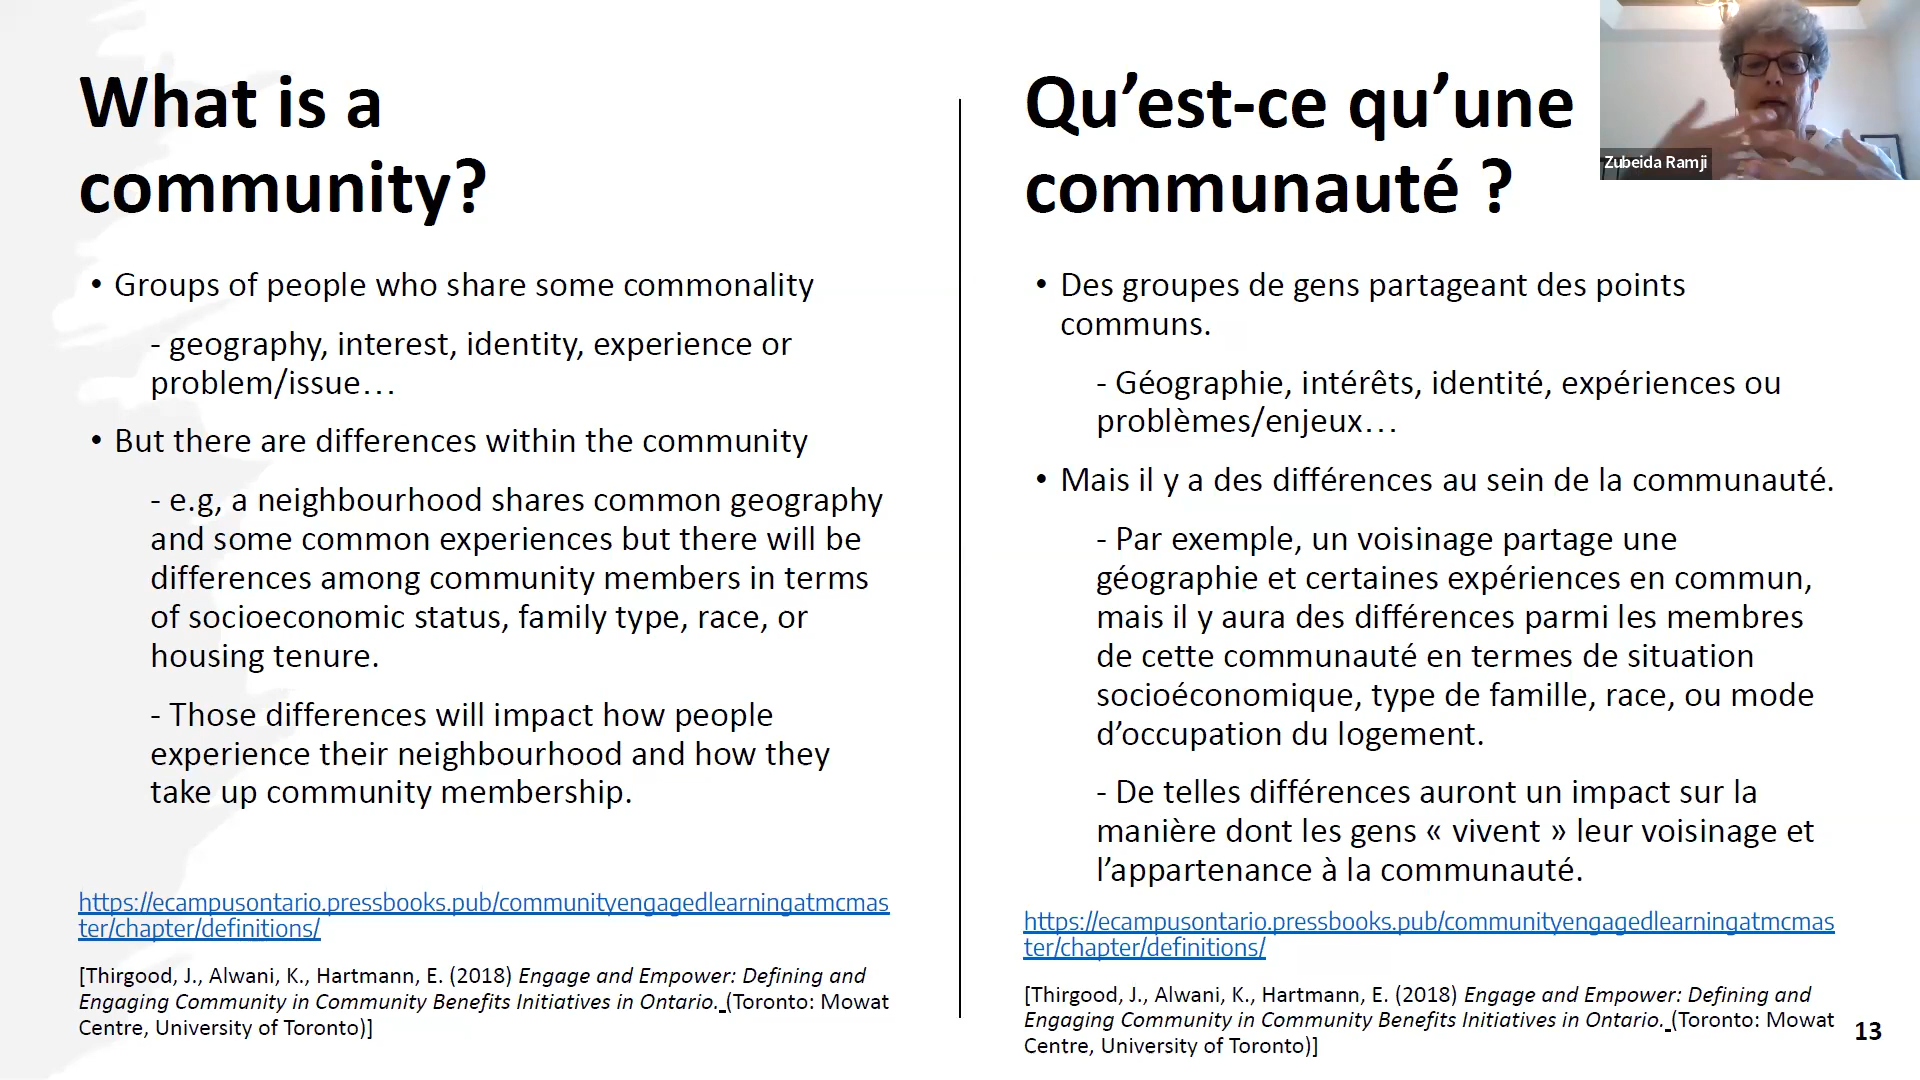 What is a
community?
• Groups of people who share some commonality
- geography, interest, identity, experience or
problem/issue…
• But there are differences within the community
- e.g, a neighbourhood shares common geography
and some common experiences but there will be
differences among community members in terms
of socioeconomic status, family type, race, or
housing tenure.
- Those differences will impact how people
experience their neighbourhood and how they
take up community membership.
https://ecampusontario.pressbooks.pub/communityengagedlearningatmcmas
ter/chapter/definitions/
[Thirgood, J., Alwani, K., Hartmann, E. (2018) Engage and Empower: Defining and
Engaging Community in Community Benefits Initiatives in Ontario. (Toronto: Mowat
Centre, University of Toronto)]
Qu’est-ce qu’une
communauté ?
• Des groupes de gens partageant des points
communs.
- Géographie, intérêts, identité, expériences ou
problèmes/enjeux…
• Mais il y a des différences au sein de la communauté.
- Par exemple, un voisinage partage une
géographie et certaines expériences en commun,
mais il y aura des différences parmi les membres
de cette communauté en termes de situation
socioéconomique, type de famille, race, ou mode
d’occupation du logement.
- De telles différences auront un impact sur la
manière dont les gens « vivent » leur voisinage et
l’appartenance à la communauté.
https://ecampusontario.pressbooks.pub/communityengagedlearningatmcmas
ter/chapter/definitions/
[Thirgood, J., Alwani, K., Hartmann, E. (2018) Engage and Empower: Defining and
Engaging Community in Community Benefits Initiatives in Ontario. (Toronto: Mowat
Centre, University of Toronto)]
13
Zubeida Ramji